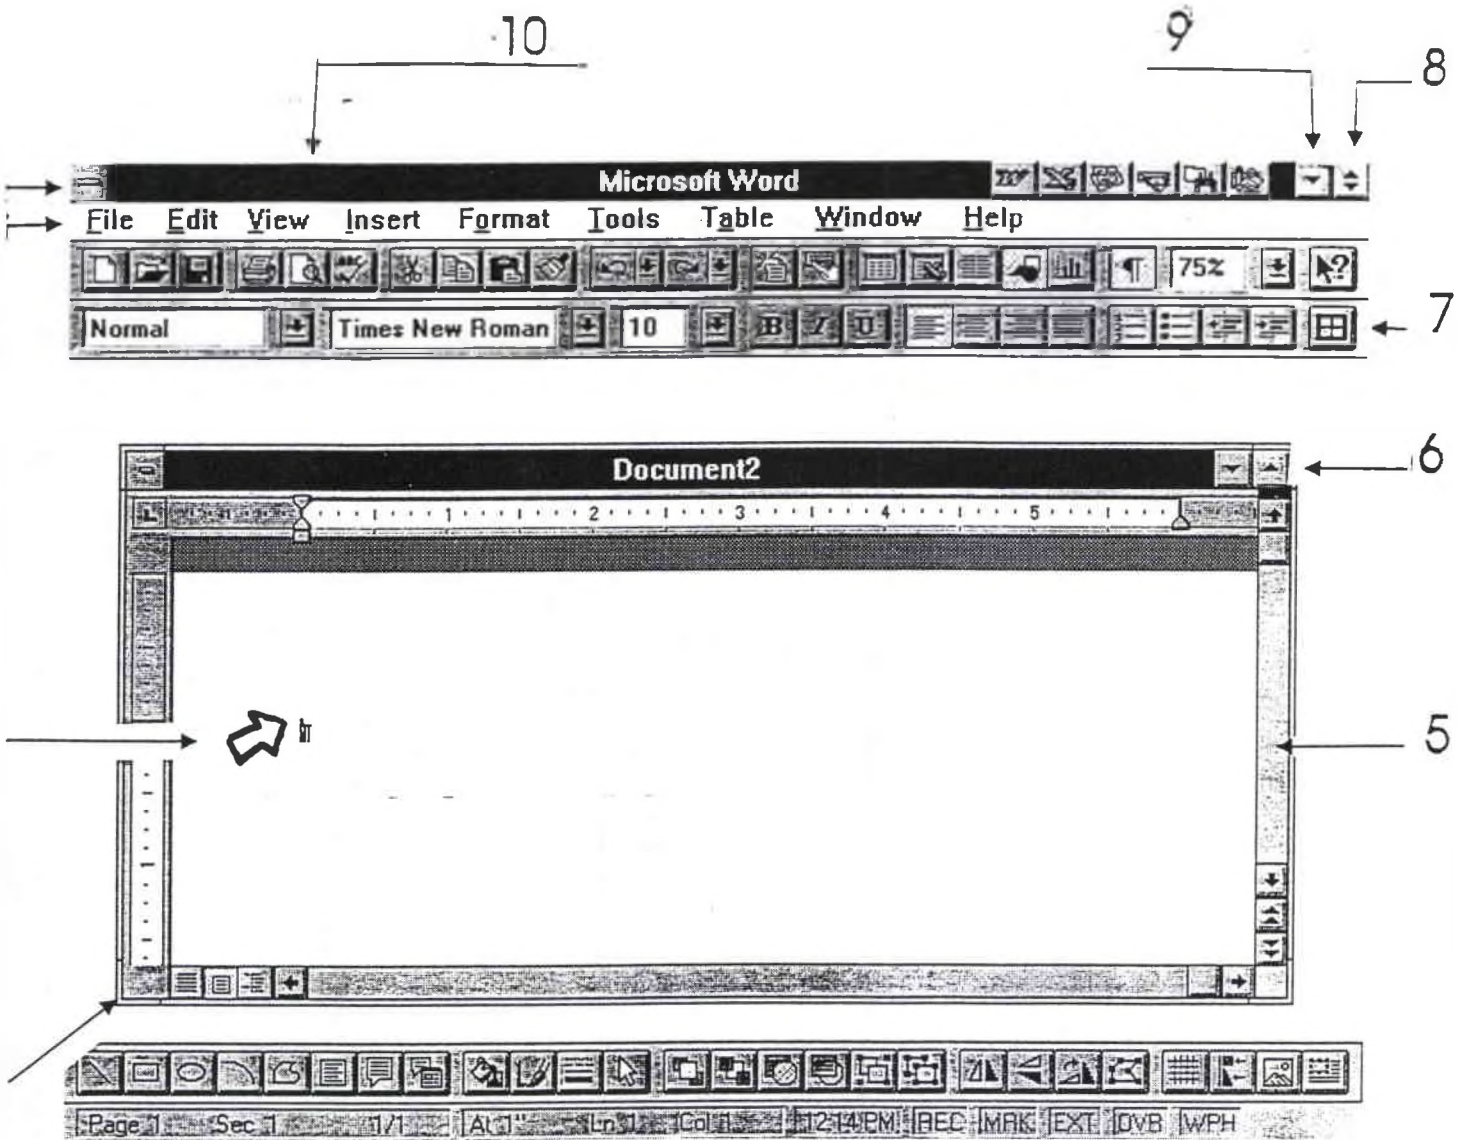 10
9
8
Microsoft Word
File Edit View Insert Format Tools Table Window Help
75%
Normal Times New Roman 10 B I U
7
Document2
6
1 2 3 4 5
5
Page 1 Sec 1 1/1 At 1" Ln 1 Col 1 12:14 PM REC MRK EXT OVR WPH